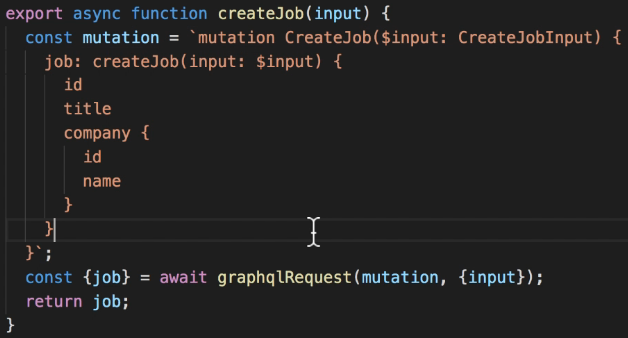 export async function createJob(input) {
  const mutation = `mutation CreateJob($input: CreateJobInput) {
    job: createJob(input: $input) {
      id
      title
      company {
        id
        name
      }
    }
  }`;
  const {job} = await graphqlRequest(mutation, {input});
  return job;
}